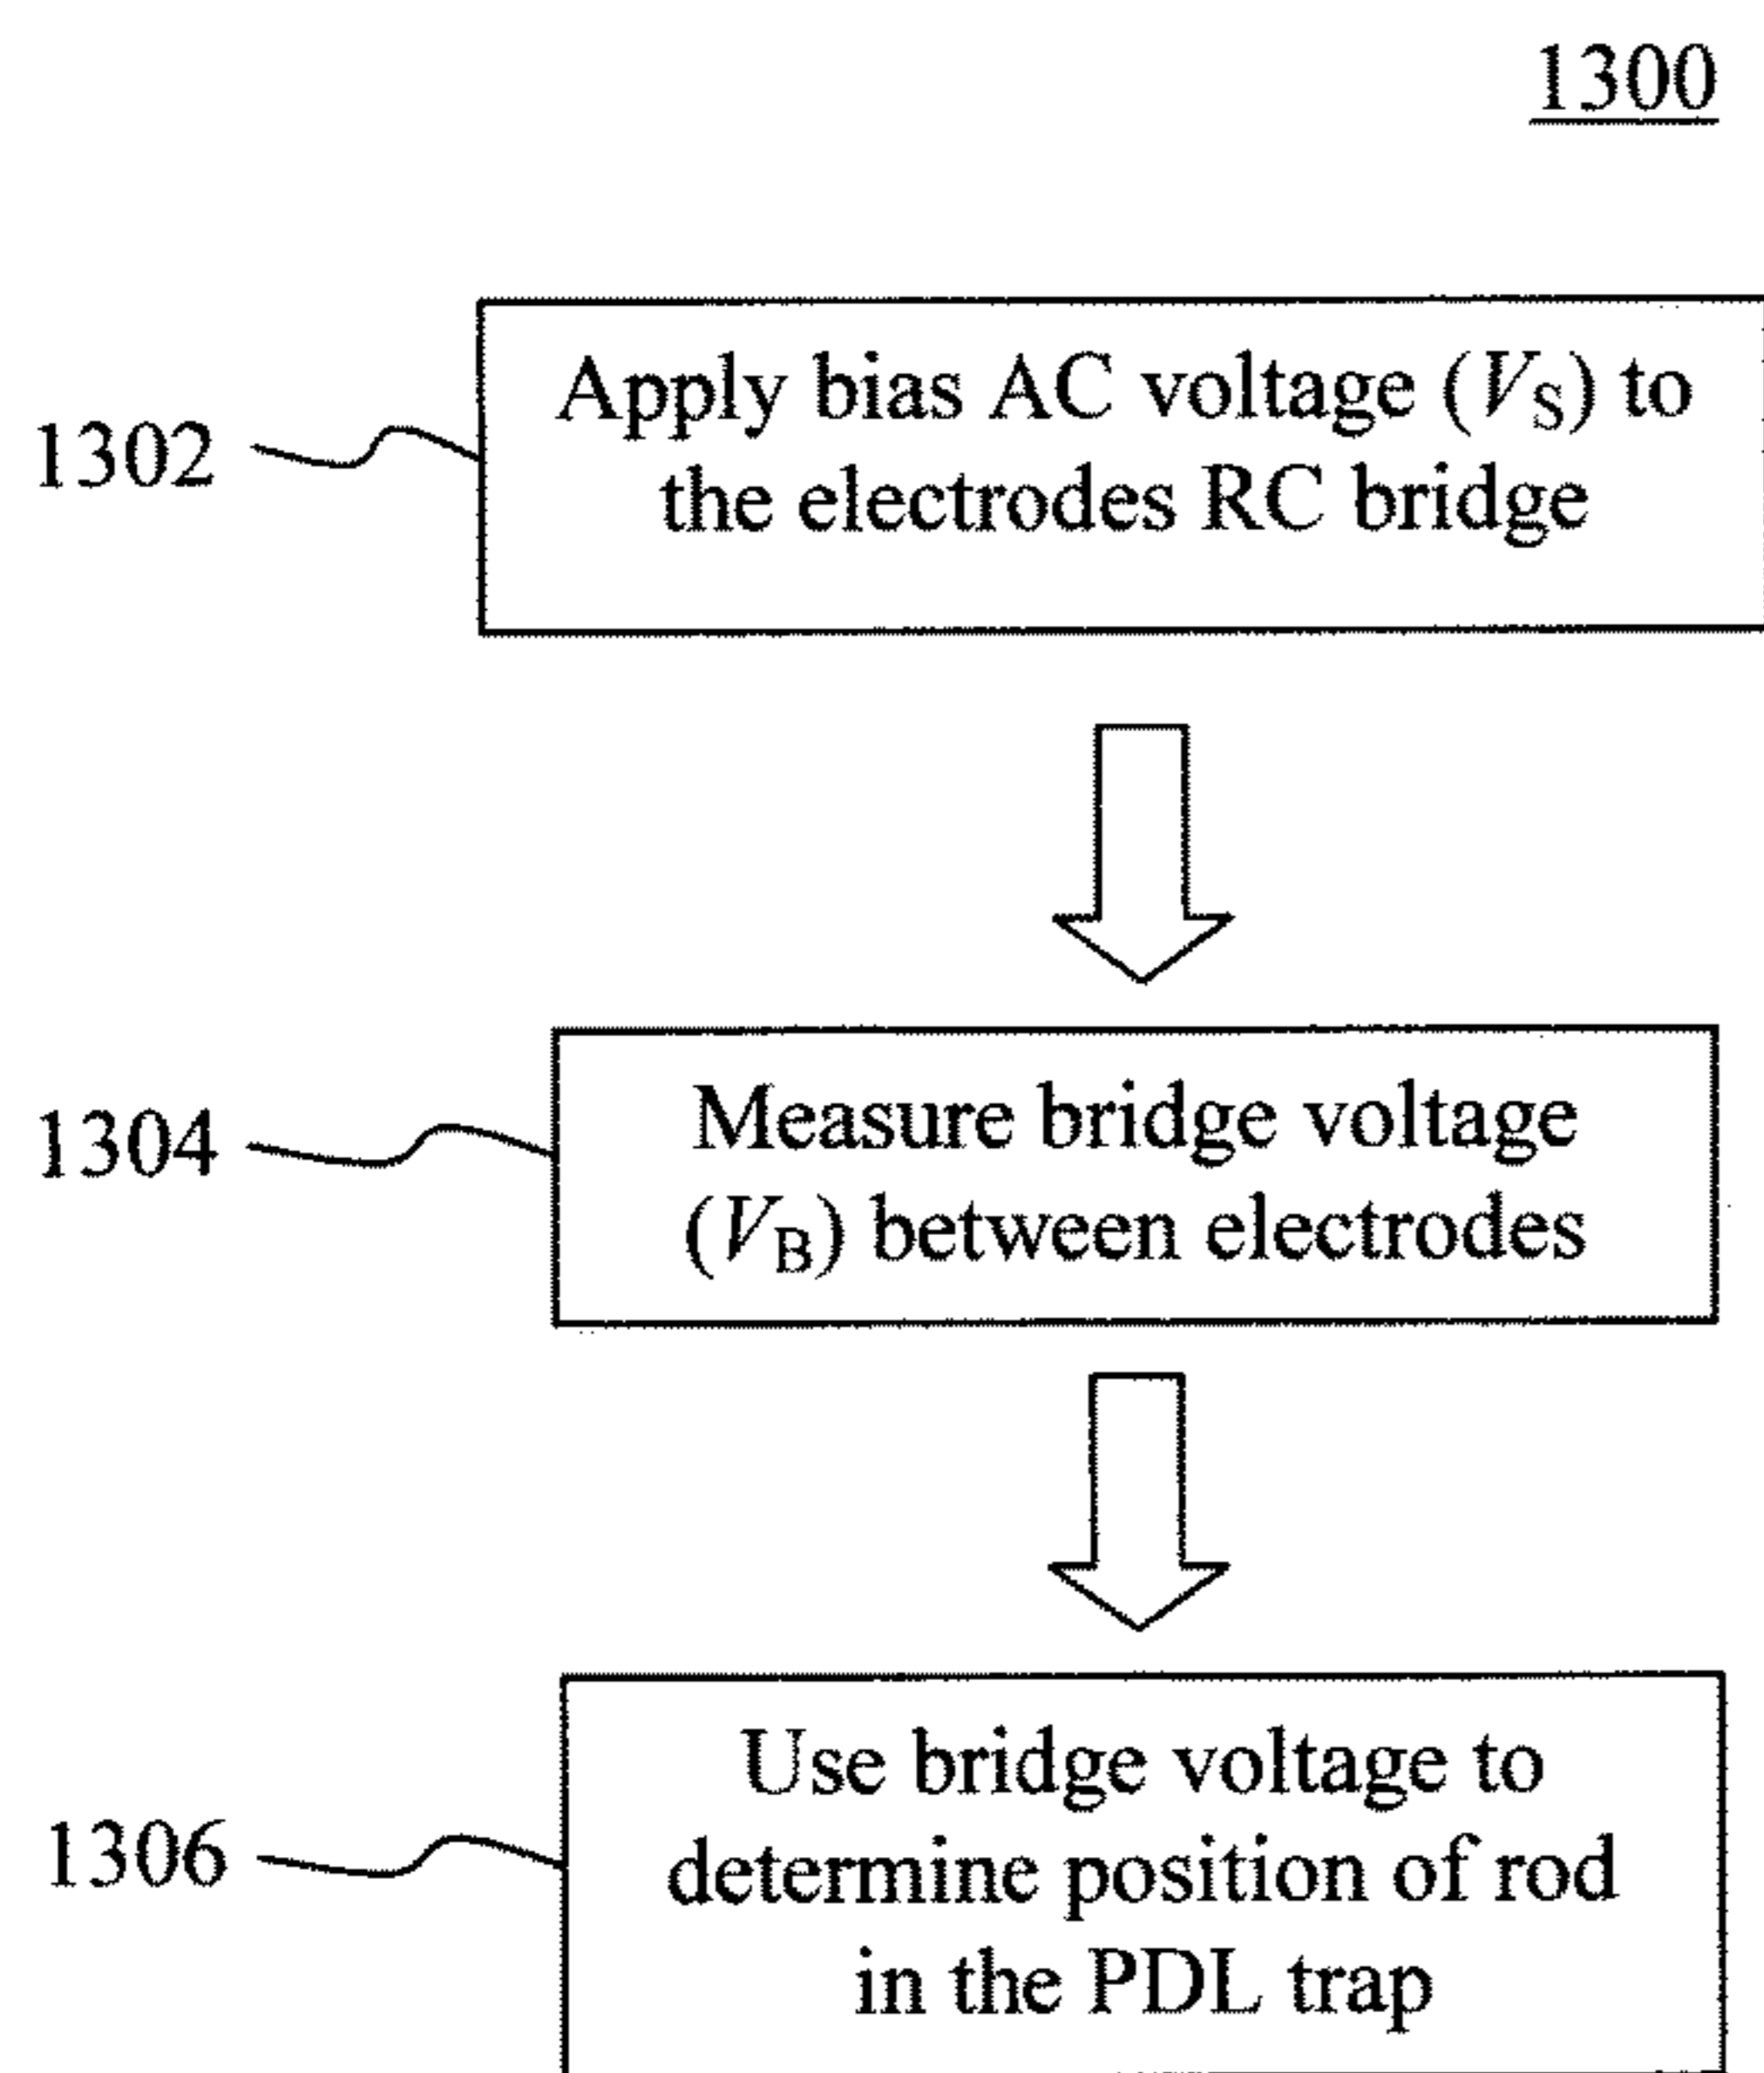 1300
Apply bias AC voltage (VS) to
1302
the electrodes RC bridge
Measure bridge voltage
1304
(VB) between electrodes
Use bridge voltage to
1306
determine position of rod
in the PDL trap